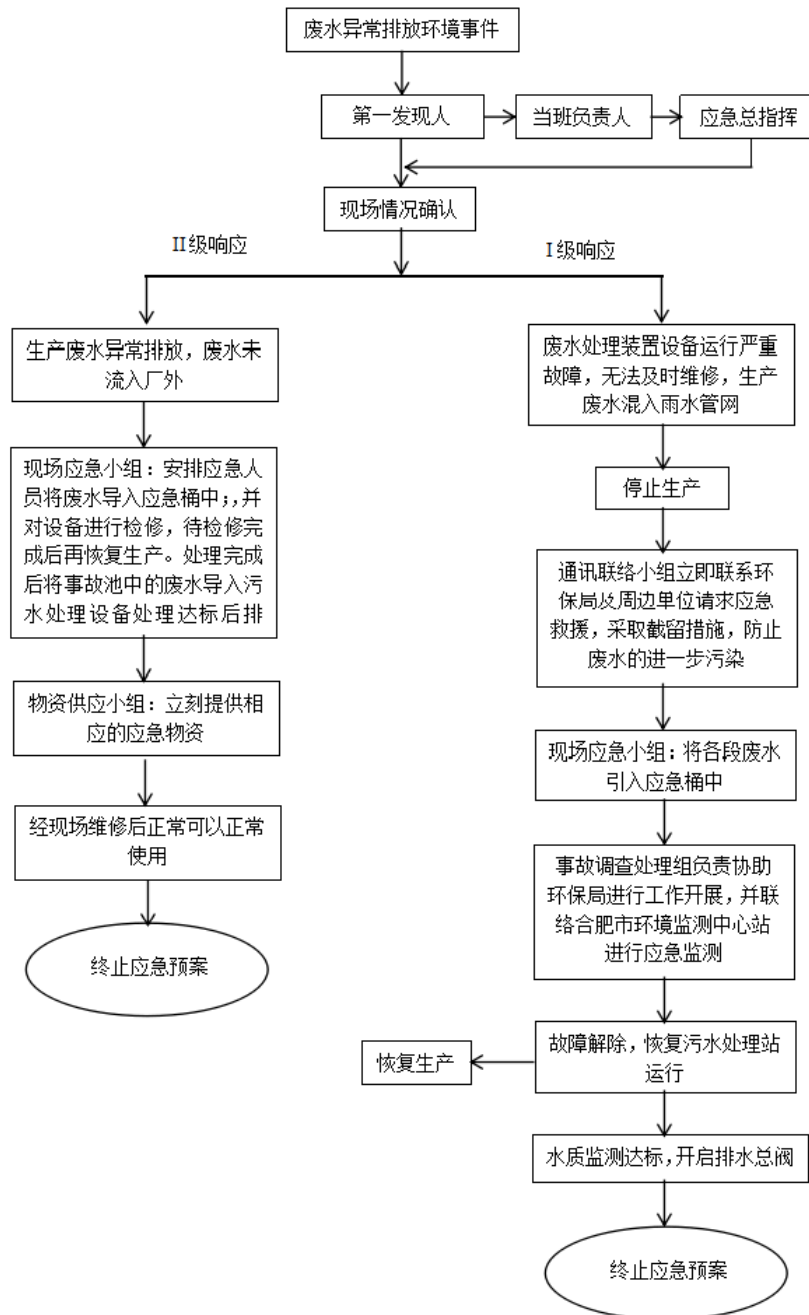 废水异常排放环境事件
第一发现人
当班负责人
应急总指挥
现场情况确认
II级响应
I级响应
生产废水异常排放，废水未
流入厂外
现场应急小组：安排应急人
员将废水导入应急桶中；，并
对设备进行检修，待检修完
成后再恢复生产。处理完成
后将事故池中的废水导入污
水处理设备处理达标后排
物资供应小组：立刻提供相
应的应急物资
经现场维修后正常可以正常
使用
终止应急预案
废水处理装置设备运行严重
故障，无法及时维修，生产
废水混入雨水管网
停止生产
通讯联络小组立即联系环
保局及周边单位请求应急
救援，采取截留措施，防止
废水的进一步污染
现场应急小组：将各段废水
引入应急桶中
事故调查处理组负责协助
环保局进行工作开展，并联
络合肥市环境监测中心站
进行应急监测
故障解除，恢复污水处理站
运行
恢复生产
水质监测达标，开启排水总阀
终止应急预案